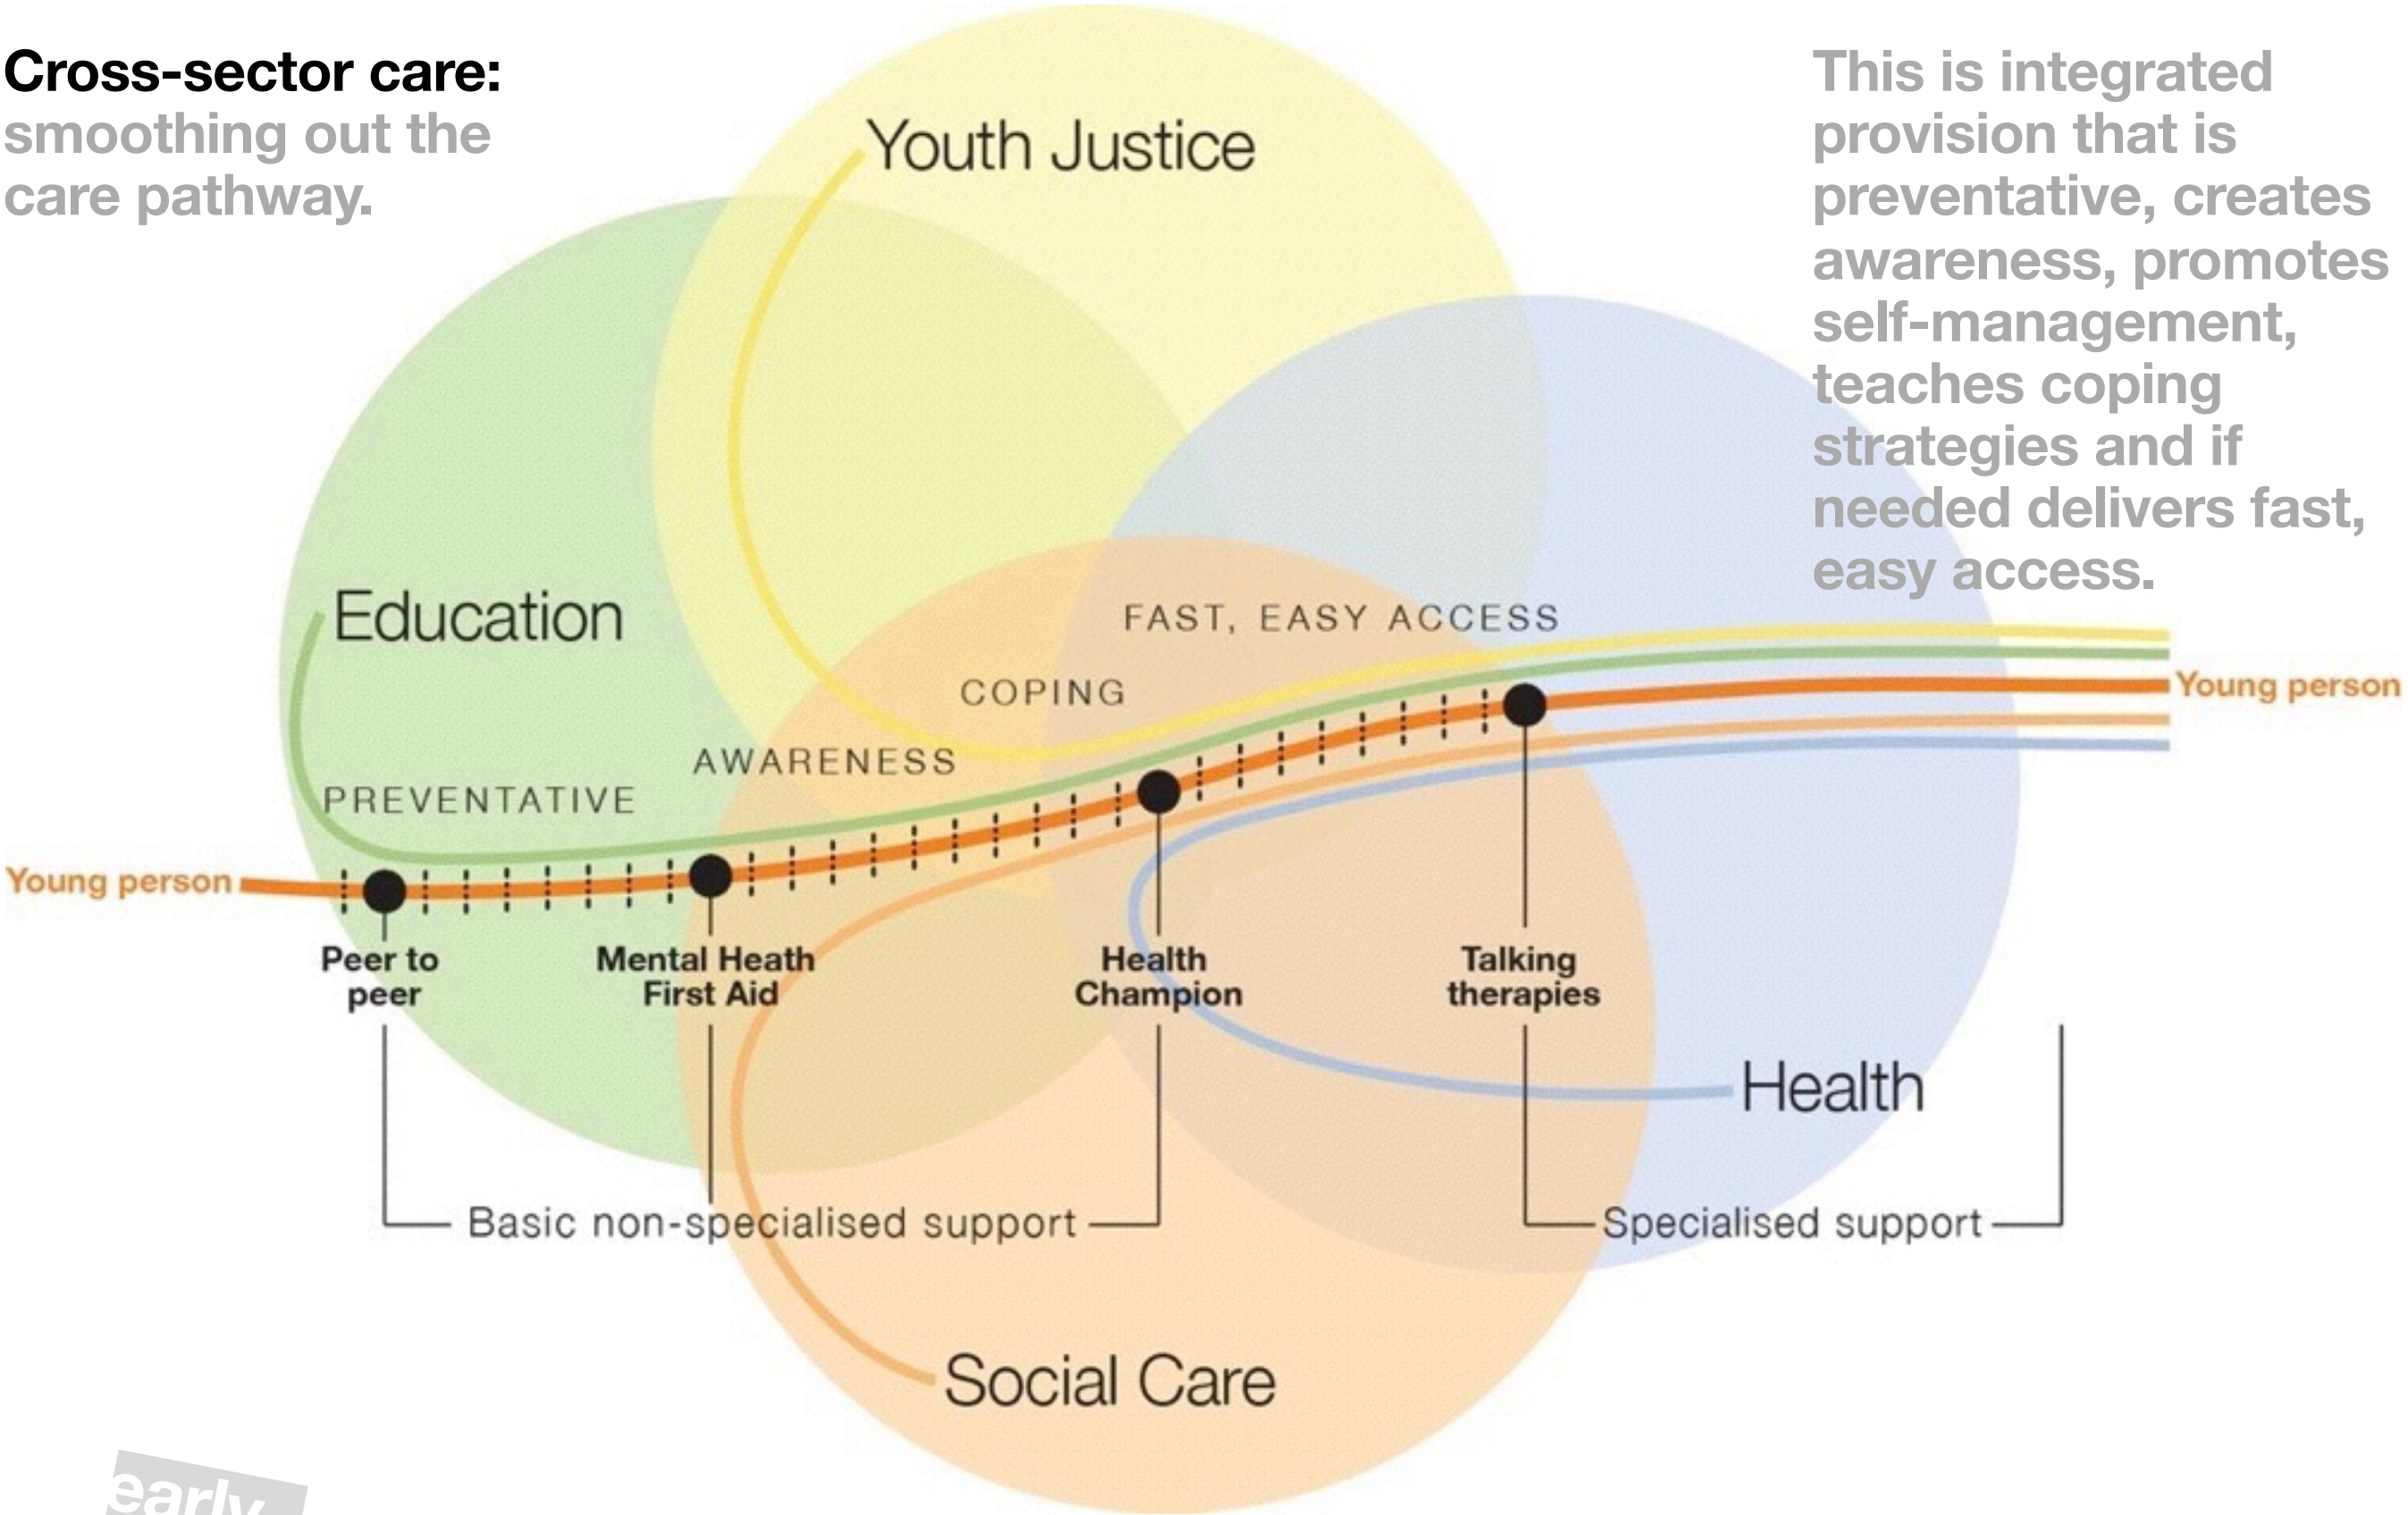 Cross-sector care:
smoothing out the
care pathway.
This is integrated
provision that is
preventative, creates
awareness, promotes
self-management,
teaches coping
strategies and if
needed delivers fast,
easy access.
Youth Justice
Education
FAST, EASY ACCESS
COPING
AWARENESS
PREVENTATIVE
Young person
Young person
Peer to
peer
Mental Heath
First Aid
Health
Champion
Talking
therapies
Health
Basic non-specialised support
Specialised support
Social Care
early